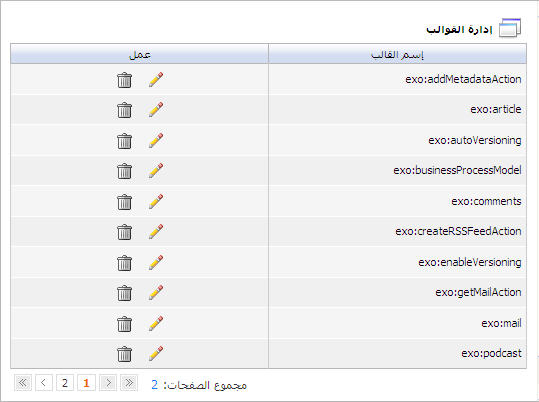 إدارة القوالب
إسم القالب عمل
exo:addMetadataAction
exo:article
exo:autoVersioning
exo:businessProcessModel
exo:comments
exo:createRSSFeedAction
exo:enableVersioning
exo:getMailAction
exo:mail
exo:podcast
مجموع الصفحات: 2 1 2